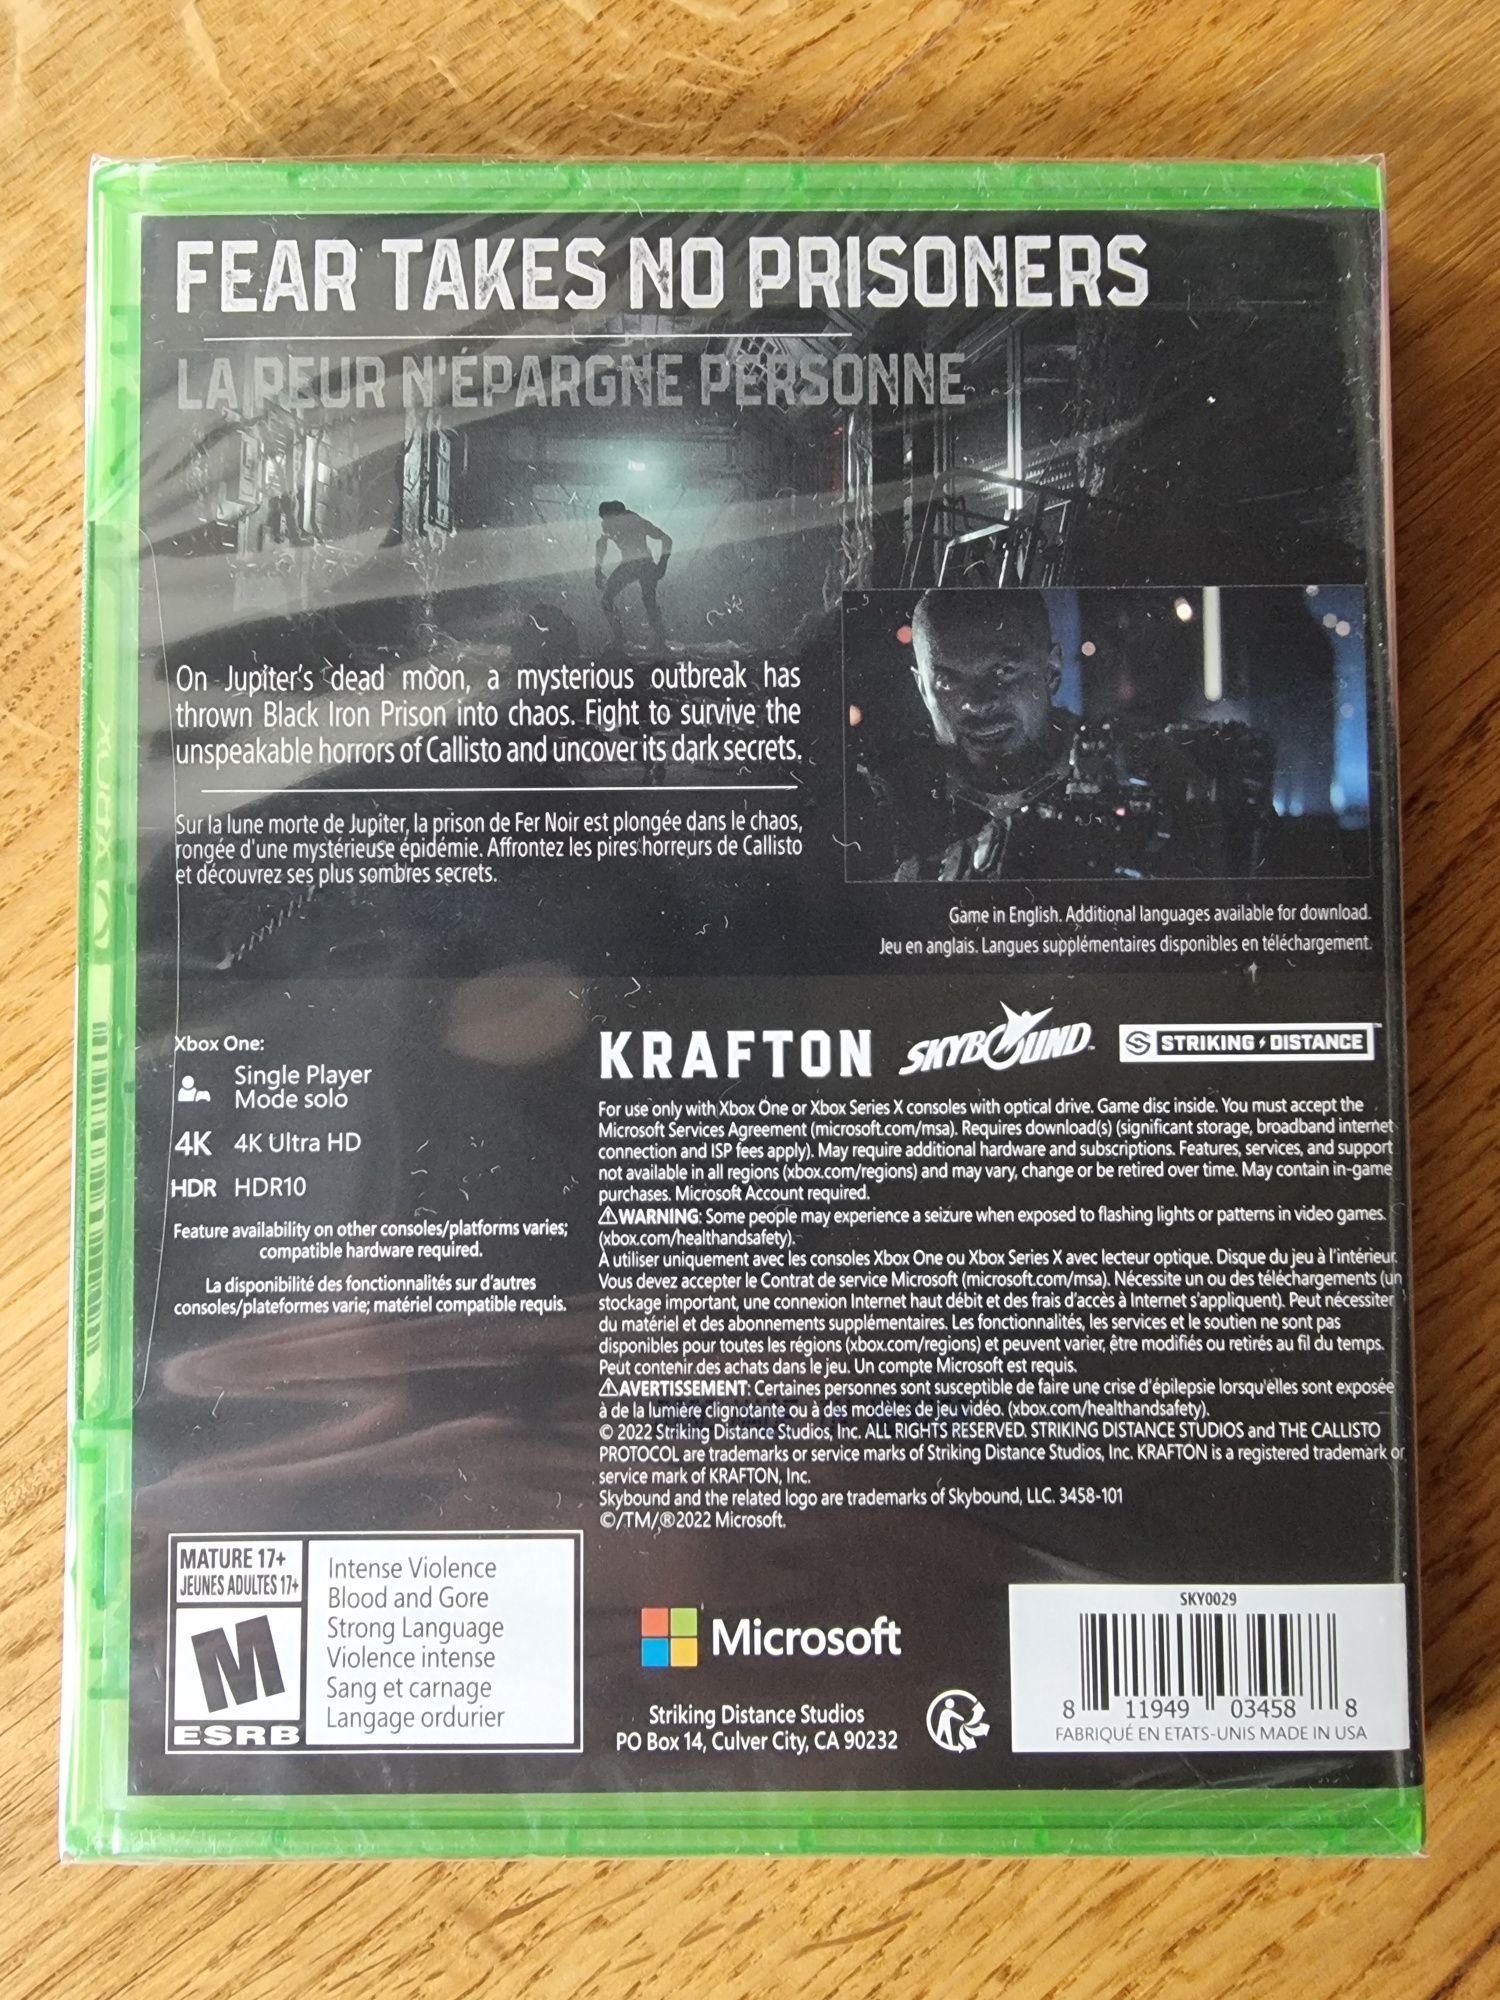 FEAR TAKES NO PRISONERS
LA PEUR N'ÉPARGNE PERSONNE
On Jupiter's dead moon, a mysterious outbreak has
thrown Black Iron Prison into chaos. Fight to survive the
unspeakable horrors of Callisto and uncover its dark secrets.
Sur la lune morte de Jupiter, la prison de Fer Noir est plongée dans le chaos,
rongée d'une mystérieuse épidémie. Affrontez les pires horreurs de Callisto
et découvrez ses plus sombres secrets.
Game in English. Additional languages available for download.
Jeu en anglais. Langues supplémentaires disponibles en téléchargement.
XBOX
Xbox One:
Single Player
Mode solo
4K 4K Ultra HD
HDR HDR10
Feature availability on other consoles/platforms varies;
compatible hardware required.
La disponibilité des fonctionnalités sur d'autres
consoles/plateformes varie; matériel compatible requis.
KRAFTON SKYBOUND™ STRIKING DISTANCE™
For use only with Xbox One or Xbox Series X consoles with optical drive. Game disc inside. You must accept the
Microsoft Services Agreement (microsoft.com/msa). Requires download(s) (significant storage, broadband internet
connection and ISP fees apply). May require additional hardware and subscriptions. Features, services, and support
not available in all regions (xbox.com/regions) and may vary, change or be retired over time. May contain in-game
purchases. Microsoft Account required.
⚠WARNING: Some people may experience a seizure when exposed to flashing lights or patterns in video games.
(xbox.com/healthandsafety).
À utiliser uniquement avec les consoles Xbox One ou Xbox Series X avec lecteur optique. Disque du jeu à l'intérieur.
Vous devez accepter le Contrat de service Microsoft (microsoft.com/msa). Nécessite un ou des téléchargements (un
stockage important, une connexion Internet haut débit et des frais d'accès à Internet s'appliquent). Peut nécessiter
du matériel et des abonnements supplémentaires. Les fonctionnalités, les services et le soutien ne sont pas
disponibles pour toutes les régions (xbox.com/regions) et peuvent varier, être modifiés ou retirés au fil du temps.
Peut contenir des achats dans le jeu. Un compte Microsoft est requis.
⚠AVERTISSEMENT: Certaines personnes sont susceptible de faire une crise d'épilepsie lorsqu'elles sont exposée
à de la lumière clignotante ou à des modèles de jeu vidéo. (xbox.com/healthandsafety).
© 2022 Striking Distance Studios, Inc. ALL RIGHTS RESERVED. STRIKING DISTANCE STUDIOS and THE CALLISTO
PROTOCOL are trademarks or service marks of Striking Distance Studios, Inc. KRAFTON is a registered trademark or
service mark of KRAFTON, Inc.
Skybound and the related logo are trademarks of Skybound, LLC. 3458-101
©/TM/®2022 Microsoft.
MATURE 17+
JEUNES ADULTES 17+
M
ESRB
Intense Violence
Blood and Gore
Strong Language
Violence intense
Sang et carnage
Langage ordurier
Microsoft
Striking Distance Studios
PO Box 14, Culver City, CA 90232
SKY0029
8 11949 03458 8
FABRIQUÉ EN ETATS-UNIS MADE IN USA